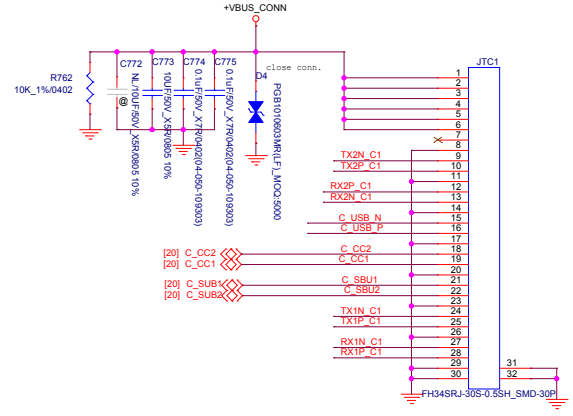 +VBUS_CONN
JTC1
close conn.
R762
10K_1%/0402
C772
NL/10UF/50V_X5R/0805 10%
@
C773
10UF/50V_X5R/0805 10%
C774
0.1uF/50V_X7R/0402(04-050-109303)
C775
0.1uF/50V_X7R/0402(04-050-109303)
D4
PGB1010603MR(LF)_MOQ:5000
1
2
3
4
5
6
7
8
TX2N_C1 9
TX2P_C1 10
11
RX2P_C1 12
RX2N_C1 13
14
C_USB_N 15
C_USB_P 16
17
[20] C_CC2 C_CC2 18
[20] C_CC1 C_CC1 19
20
[20] C_SUB1 C_SBU1 21
[20] C_SUB2 C_SBU2 22
23
TX1N_C1 24
TX1P_C1 25
26
RX1N_C1 27
RX1P_C1 28
29 31
30 32
FH34SRJ-30S-0.5SH_SMD-30P